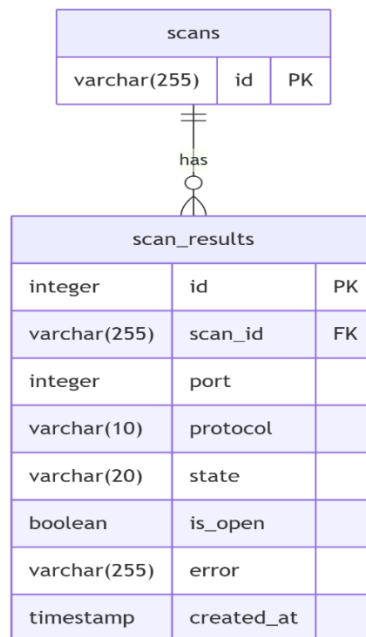 scans
varchar(255) id PK
has
scan_results
integer id PK
varchar(255) scan_id FK
integer port
varchar(10) protocol
varchar(20) state
boolean is_open
varchar(255) error
timestamp created_at